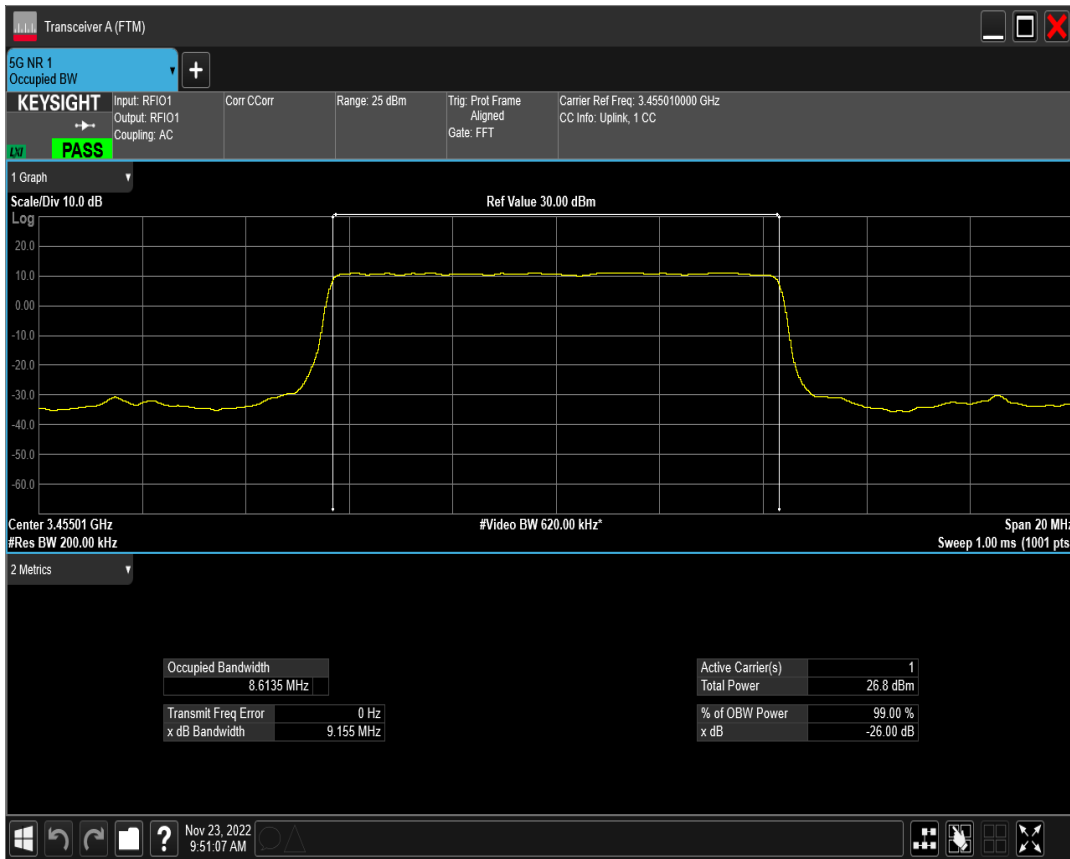 Transceiver A (FTM)
5G NR 1
Occupied BW
+
KEYSIGHT
LXI
PASS
Input: RFIO1
Output: RFIO1
Coupling: AC
Corr CCorr
Range: 25 dBm
Trig: Prot Frame
Aligned
Gate: FFT
Carrier Ref Freq: 3.455010000 GHz
CC Info: Uplink, 1 CC
1 Graph
Scale/Div 10.0 dB
Ref Value 30.00 dBm
Log
20.0
10.0
0.00
-10.0
-20.0
-30.0
-40.0
-50.0
-60.0
Center 3.45501 GHz
#Video BW 620.00 kHz*
Span 20 MHz
#Res BW 200.00 kHz
Sweep 1.00 ms (1001 pts
2 Metrics
Occupied Bandwidth
8.6135 MHz
Transmit Freq Error 0 Hz
x dB Bandwidth 9.155 MHz
Active Carrier(s) 1
Total Power 26.8 dBm
% of OBW Power 99.00 %
x dB -26.00 dB
?
Nov 23, 2022
9:51:07 AM